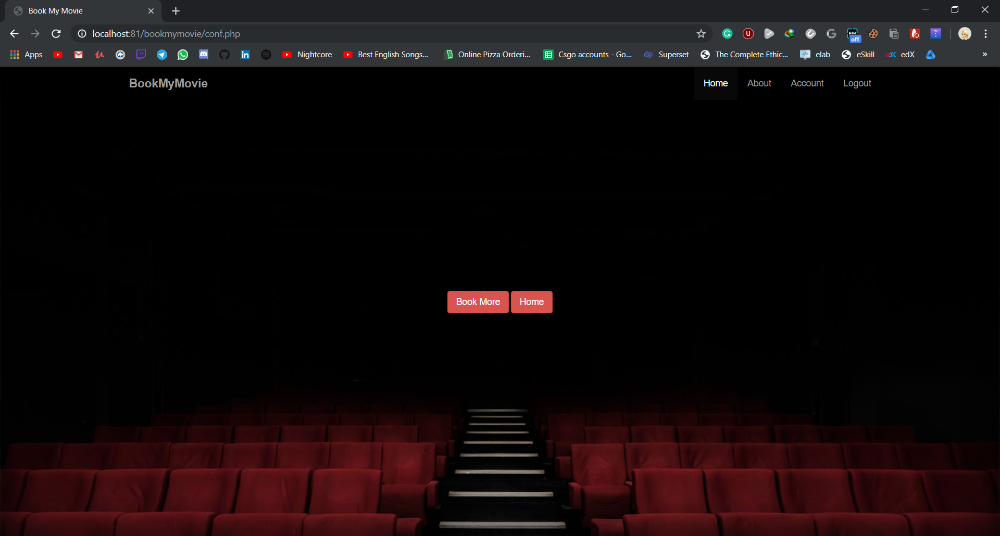 Book My Movie
localhost:81/bookmymovie/conf.php
off
Apps
Nightcore
Best English Songs...
Online Pizza Orderi...
Csgo accounts - Go...
Superset
The Complete Ethic...
elab
eSkill
edX
»
BookMyMovie
Home
About
Account
Logout
Book More
Home